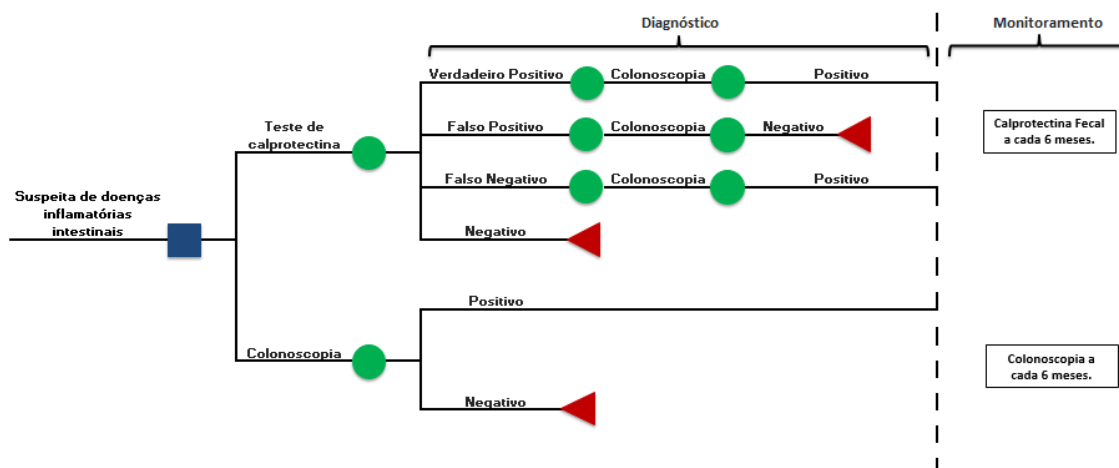 Diagnóstico
Monitoramento
Verdadeiro Positivo
Colonoscopia
Positivo
Teste de
calprotectina
Falso Positivo
Colonoscopia
Negativo
Calprotectina Fecal
a cada 6 meses.
Falso Negativo
Colonoscopia
Positivo
Suspeita de doenças
inflamatórias
intestinais
Negativo
Positivo
Colonoscopia
Colonoscopia a
cada 6 meses.
Negativo